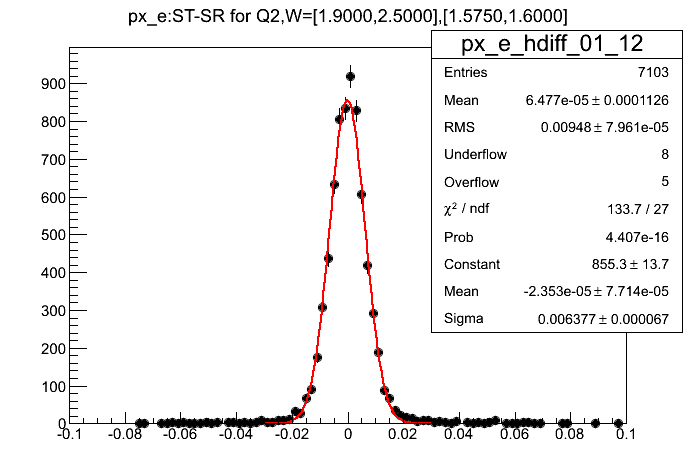 px_e:ST-SR for Q2,W=[1.9000,2.5000],[1.5750,1.6000]
px_e_hdiff_01_12
Entries 7103
Mean 6.477e-05 ± 0.0001126
RMS 0.00948 ± 7.961e-05
Underflow 8
Overflow 5
χ² / ndf 133.7 / 27
Prob 4.407e-16
Constant 855.3 ± 13.7
Mean -2.353e-05 ± 7.714e-05
Sigma 0.006377 ± 0.000067
900
800
700
600
500
400
300
200
100
0
-0.1 -0.08 -0.06 -0.04 -0.02 0 0.02 0.04 0.06 0.08 0.1